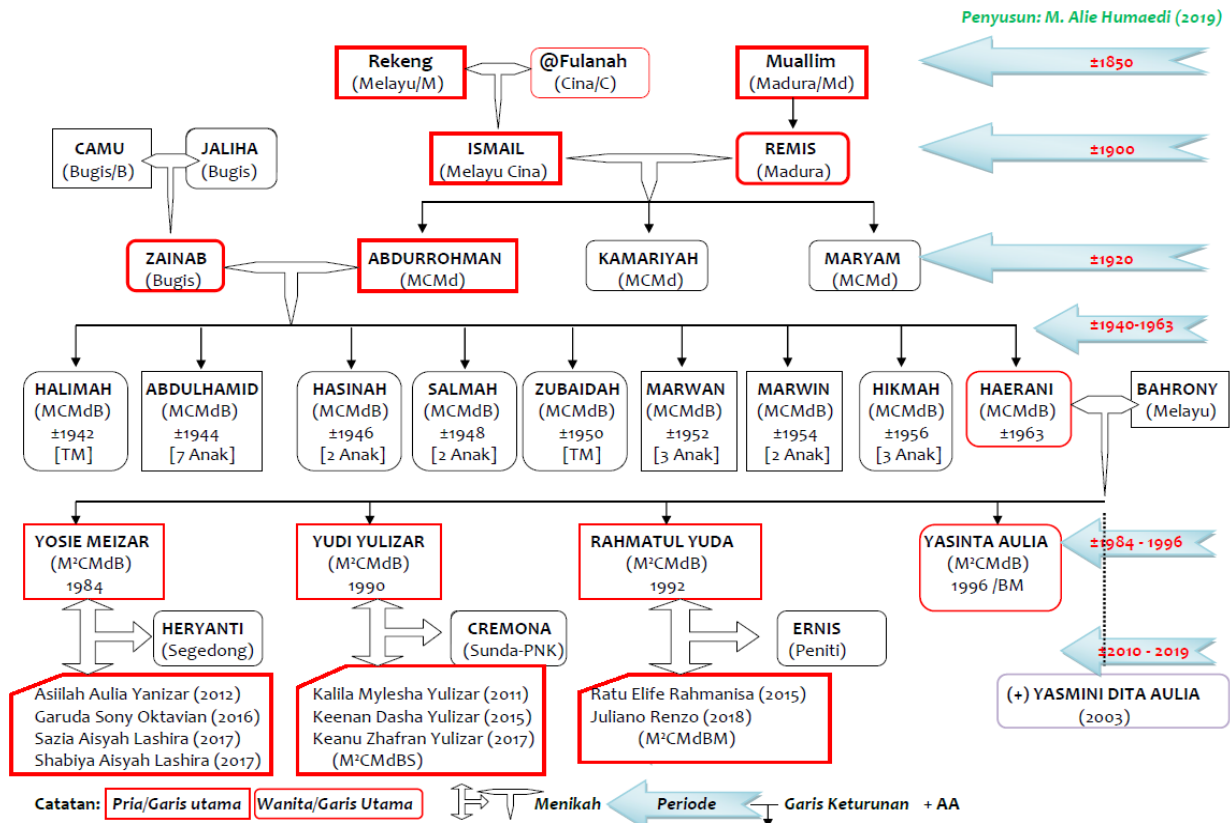 Penyusun: M. Alie Humaedi (2019)
Rekeng
(Melayu/M)
@Fulanah
(Cina/C)
Muallim
(Madura/Md)
±1850
CAMU
(Bugis/B)
JALIHA
(Bugis)
ISMAIL
(Melayu Cina)
REMIS
(Madura)
±1900
ZAINAB
(Bugis)
ABDURROHMAN
(MCMd)
KAMARIYAH
(MCMd)
MARYAM
(MCMd)
±1920
±1940-1963
HALIMAH
(MCMdB)
±1942
[TM]
ABDULHAMID
(MCMdB)
±1944
[7 Anak]
HASINAH
(MCMdB)
±1946
[2 Anak]
SALMAH
(MCMdB)
±1948
[2 Anak]
ZUBAIDAH
(MCMdB)
±1950
[TM]
MARWAN
(MCMdB)
±1952
[3 Anak]
MARWIN
(MCMdB)
±1954
[2 Anak]
HIKMAH
(MCMdB)
±1956
[3 Anak]
HAERANI
(MCMdB)
±1963
BAHRONY
(Melayu)
YOSIE MEIZAR
(M²CMdB)
1984
YUDI YULIZAR
(M²CMdB)
1990
RAHMATUL YUDA
(M²CMdB)
1992
YASINTA AULIA
(M²CMdB)
1996 /BM
±1984 - 1996
HERYANTI
(Segedong)
CREMONA
(Sunda-PNK)
ERNIS
(Peniti)
±2010 - 2019
Asiilah Aulia Yanizar (2012)
Garuda Sony Oktavian (2016)
Sazia Aisyah Lashira (2017)
Shabiya Aisyah Lashira (2017)
Kalila Mylesha Yulizar (2011)
Keenan Dasha Yulizar (2015)
Keanu Zhafran Yulizar (2017)
(M²CMdBS)
Ratu Elife Rahmanisa (2015)
Juliano Renzo (2018)
(M²CMdBM)
(+) YASMINI DITA AULIA
(2003)
Catatan: Pria/Garis utama Wanita/Garis Utama Menikah Periode Garis Keturunan + AA